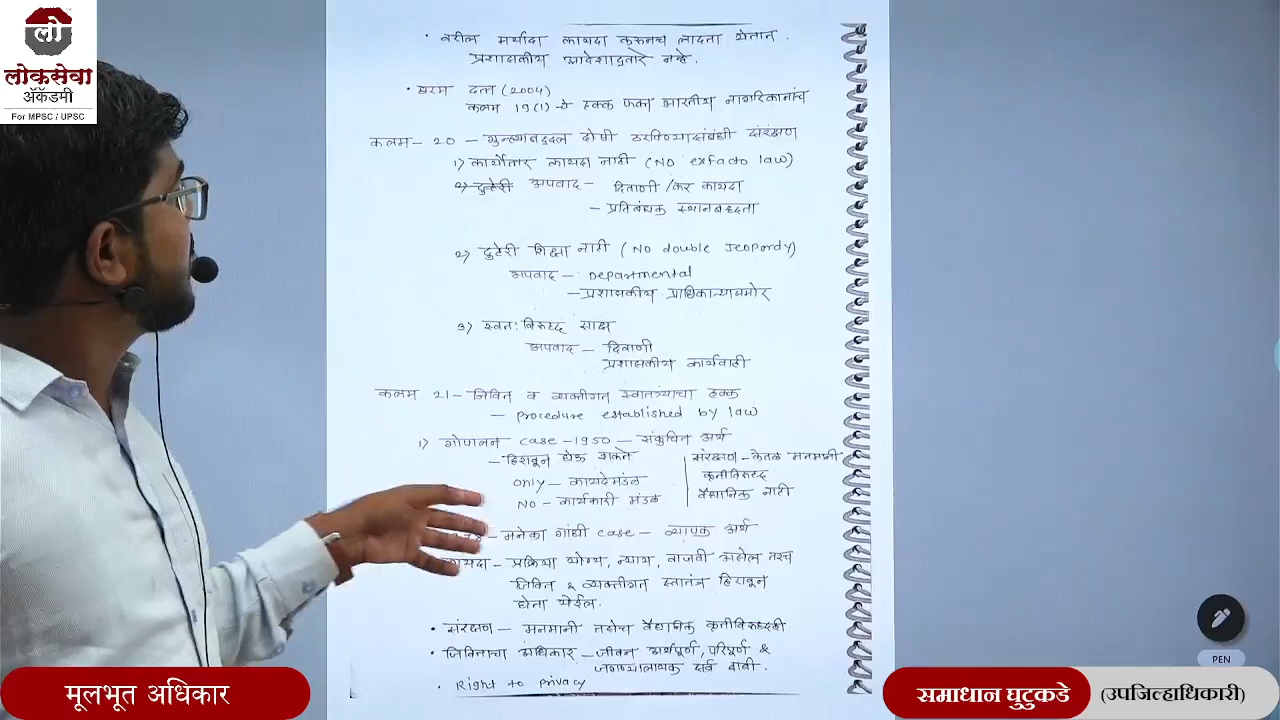 लो
लोकसेवा
ॲकॅडमी
For MPSC / UPSC
• वरील मर्यादा कायदा करूनच लादता येतात.
प्रशासकीय आदेशाद्वारे नव्हे.
दल (2004)
कलम 19(1) चे हक्क फक्त भारतीय नागरिकांनाच
कलम - 20 - गुन्ह्याबद्दल दोषी ठरविण्यासंबंधी संरक्षण
1) कार्योत्तर कायदा नाही (No exfacto law)
2) दुहेरी अपवाद - दिवाणी / कर कायदा
- प्रतिबंधक स्थानबध्दता
2) दुहेरी शिक्षा नाही (No double Jeopordy)
अपवाद - Departmental
- प्रशासकीय प्राधिकाऱ्यासमोर
3) स्वतःविरुध्द साक्ष
अपवाद - दिवाणी
प्रशासकीय कार्यवाही
कलम 21 - जिवित व व्यक्तीगत स्वातंत्र्याचा हक्क
- procedure established by law
1) गोपालन case - 1950 - संकुचित अर्थ
- हिरावून घेऊ शकते
only - कायदेमंडळ
No - कार्यकारी मंडळ
संरक्षण - केवळ मनमानी
कृतीविरुध्द
वैधानिक नाही
- मनेका गांधी case - व्यापक अर्थ
कायदा - प्रक्रिया योग्य, न्याय, वाजवी असेल तरच
जिवित & व्यक्तीगत स्वातंत्र हिरावून
घेता येईल.
• संरक्षण - मनमानी तसेच वैधानिक कृतीविरुध्दही
• जिविताचा अधिकार - जीवन अर्थपूर्ण, परिपूर्ण &
जगण्यालायक सर्व बाबी.
• Right to Privacy
PEN
मूलभूत अधिकार
समाधान घुटुकडे (उपजिल्हाधिकारी)